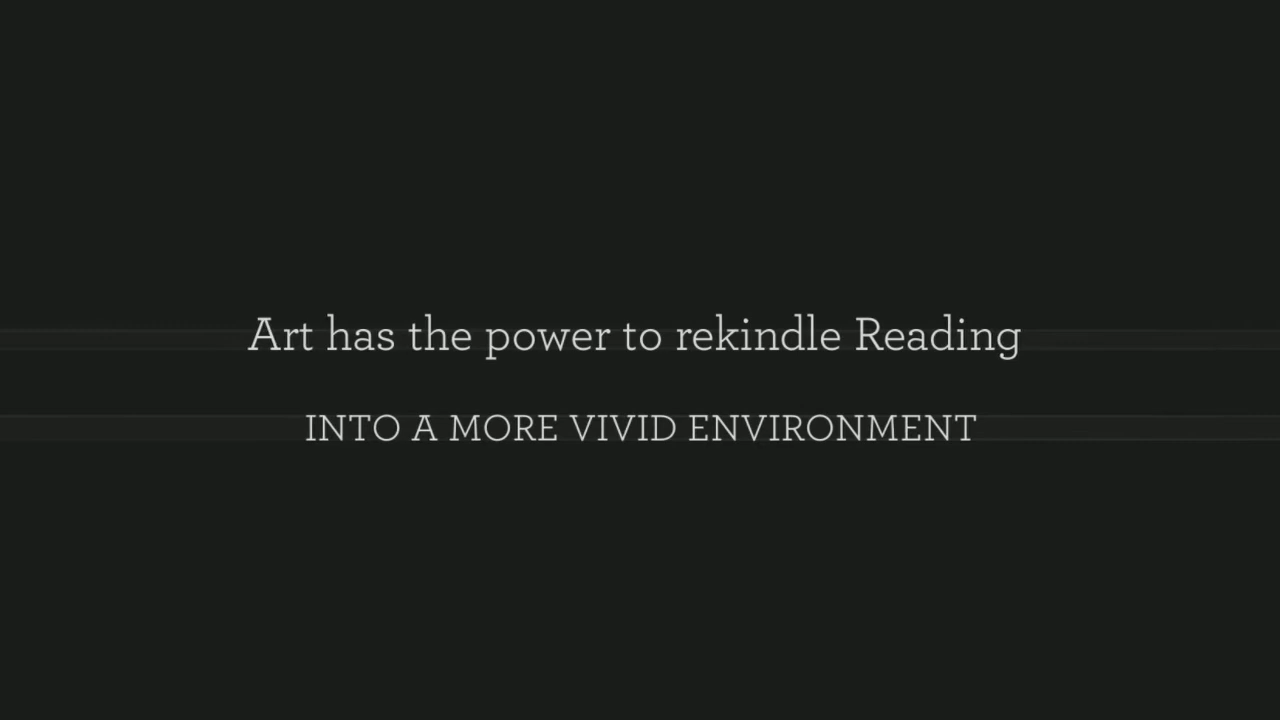 Art has the power to rekindle Reading
INTO A MORE VIVID ENVIRONMENT